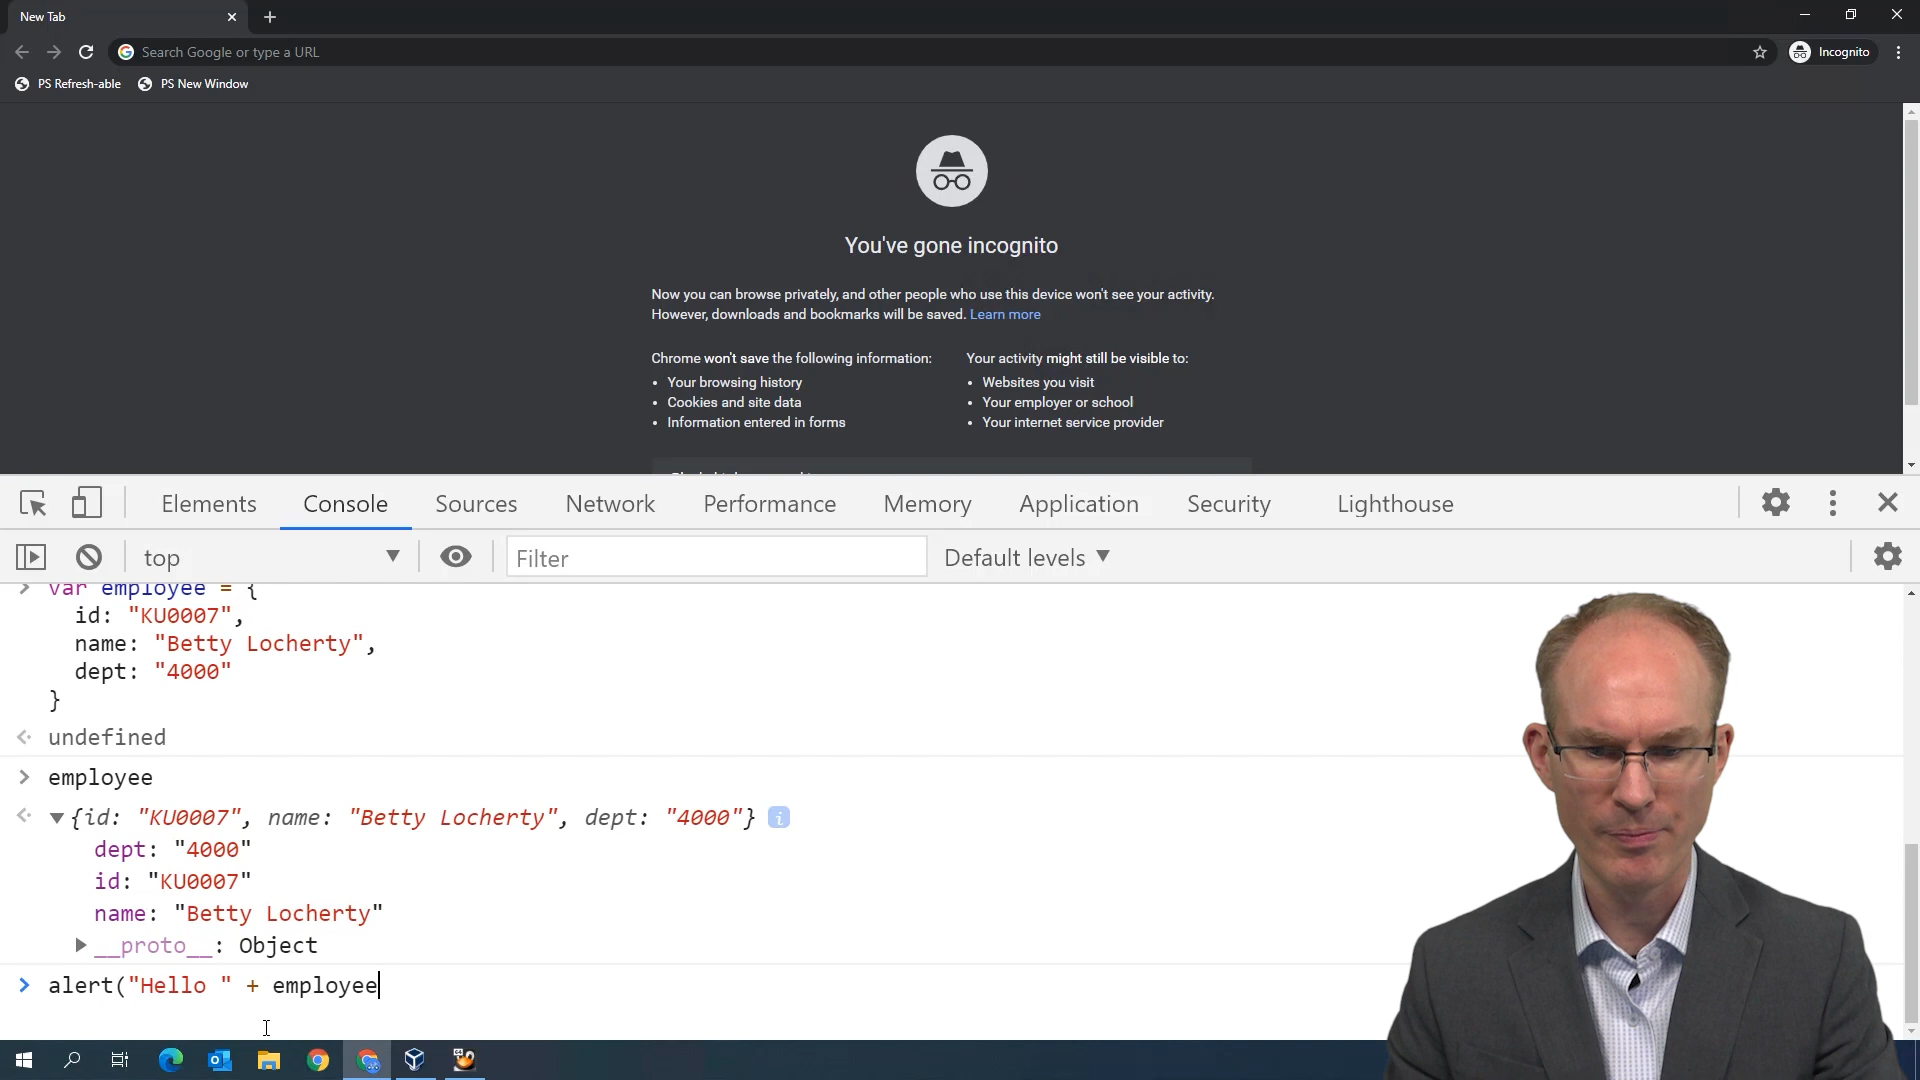 New Tab
Search Google or type a URL
Incognito
PS Refresh-able
PS New Window
You've gone incognito
Now you can browse privately, and other people who use this device won't see your activity.
However, downloads and bookmarks will be saved. Learn more
Chrome won't save the following information:
Your browsing history
Cookies and site data
Information entered in forms
Your activity might still be visible to:
Websites you visit
Your employer or school
Your internet service provider
Elements
Console
Sources
Network
Performance
Memory
Application
Security
Lighthouse
top
Filter
Default levels
var employee = {
id: "KU0007",
name: "Betty Locherty",
dept: "4000"
}
undefined
employee
{id: "KU0007", name: "Betty Locherty", dept: "4000"}
dept: "4000"
id: "KU0007"
name: "Betty Locherty"
__proto__: Object
alert("Hello " + employee